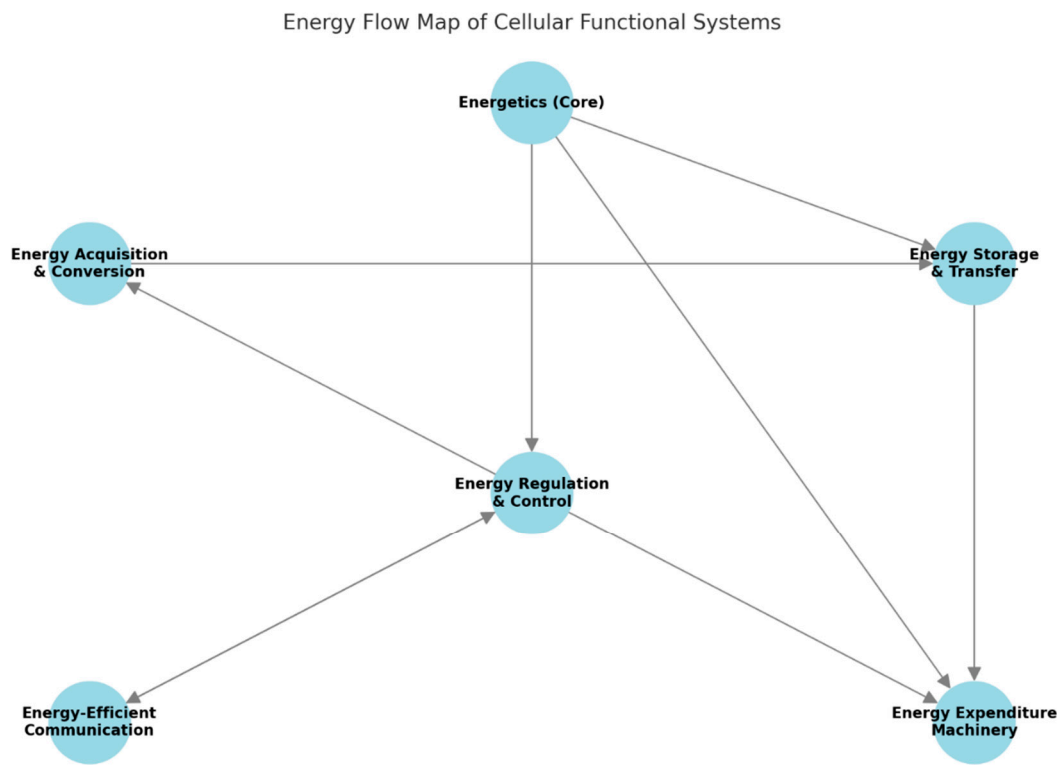 Energy Flow Map of Cellular Functional Systems
Energetics (Core)
Energy Acquisition
& Conversion
Energy Storage
& Transfer
Energy Regulation
& Control
Energy-Efficient
Communication
Energy Expenditure
Machinery